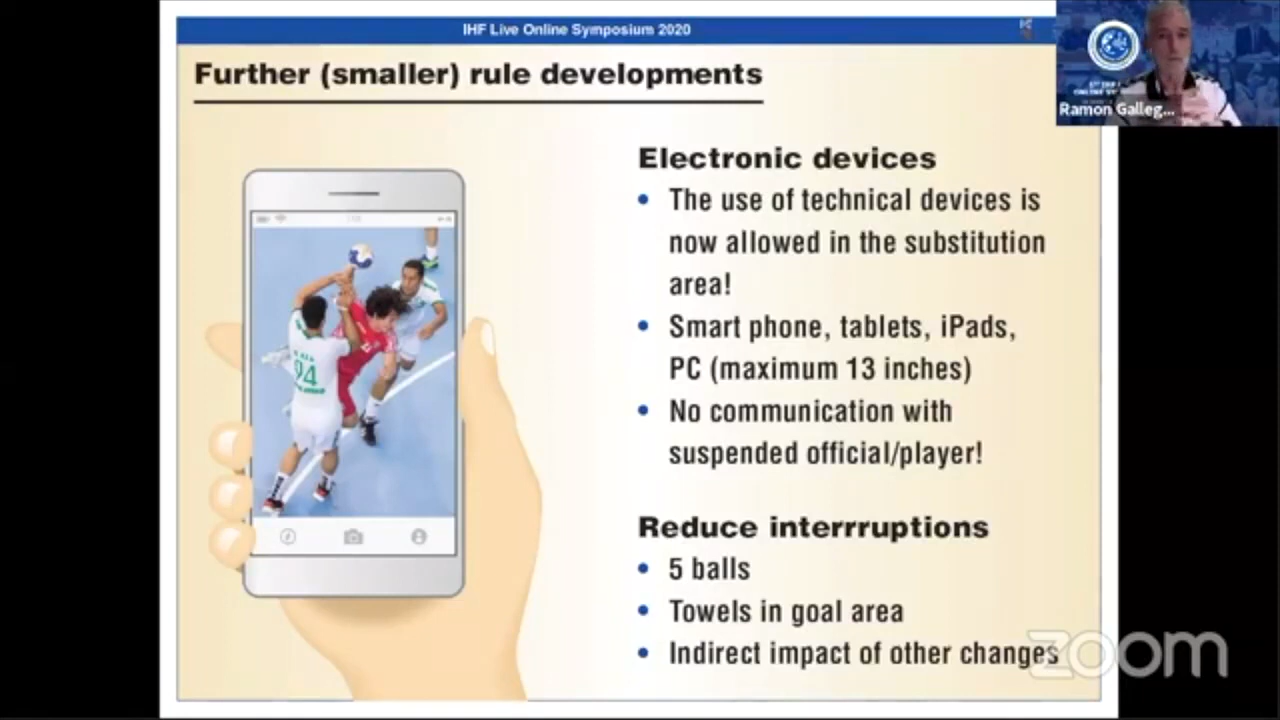 IHF Live Online Symposium 2020
Further (smaller) rule developments
Ramon Galleg...
Electronic devices
• The use of technical devices is
now allowed in the substitution
area!
• Smart phone, tablets, iPads,
PC (maximum 13 inches)
• No communication with
suspended official/player!
94
Reduce interrruptions
• 5 balls
• Towels in goal area
• Indirect impact of other changes
zoom